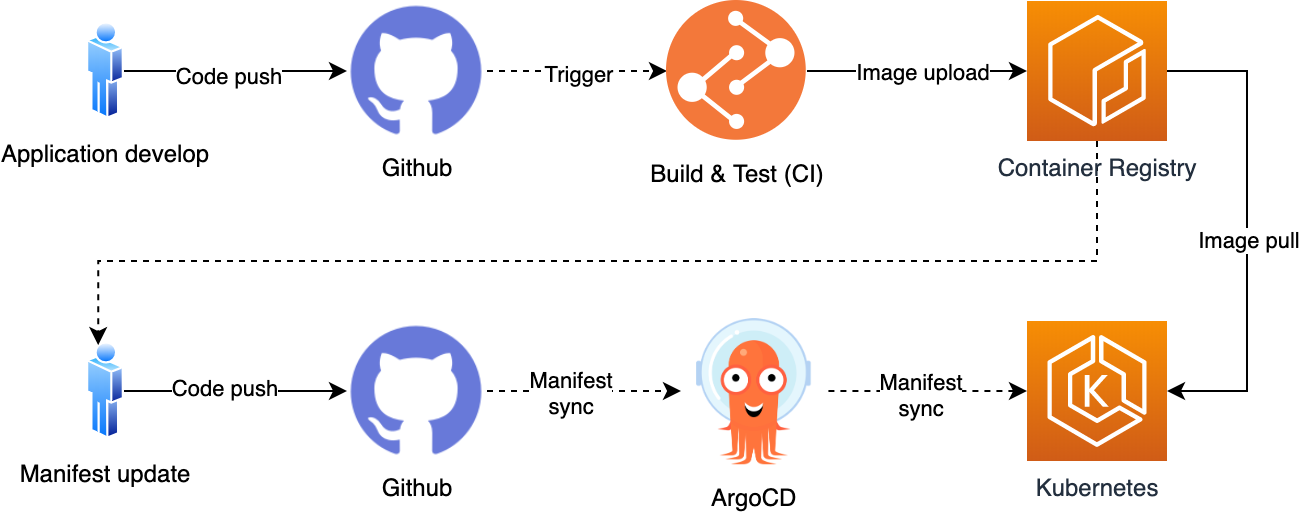 Code push
Trigger
Image upload
Application develop
Github
Build & Test (CI)
Container Registry
Image pull
Code push
Manifest
sync
Manifest
sync
K
Manifest update
Github
ArgoCD
Kubernetes